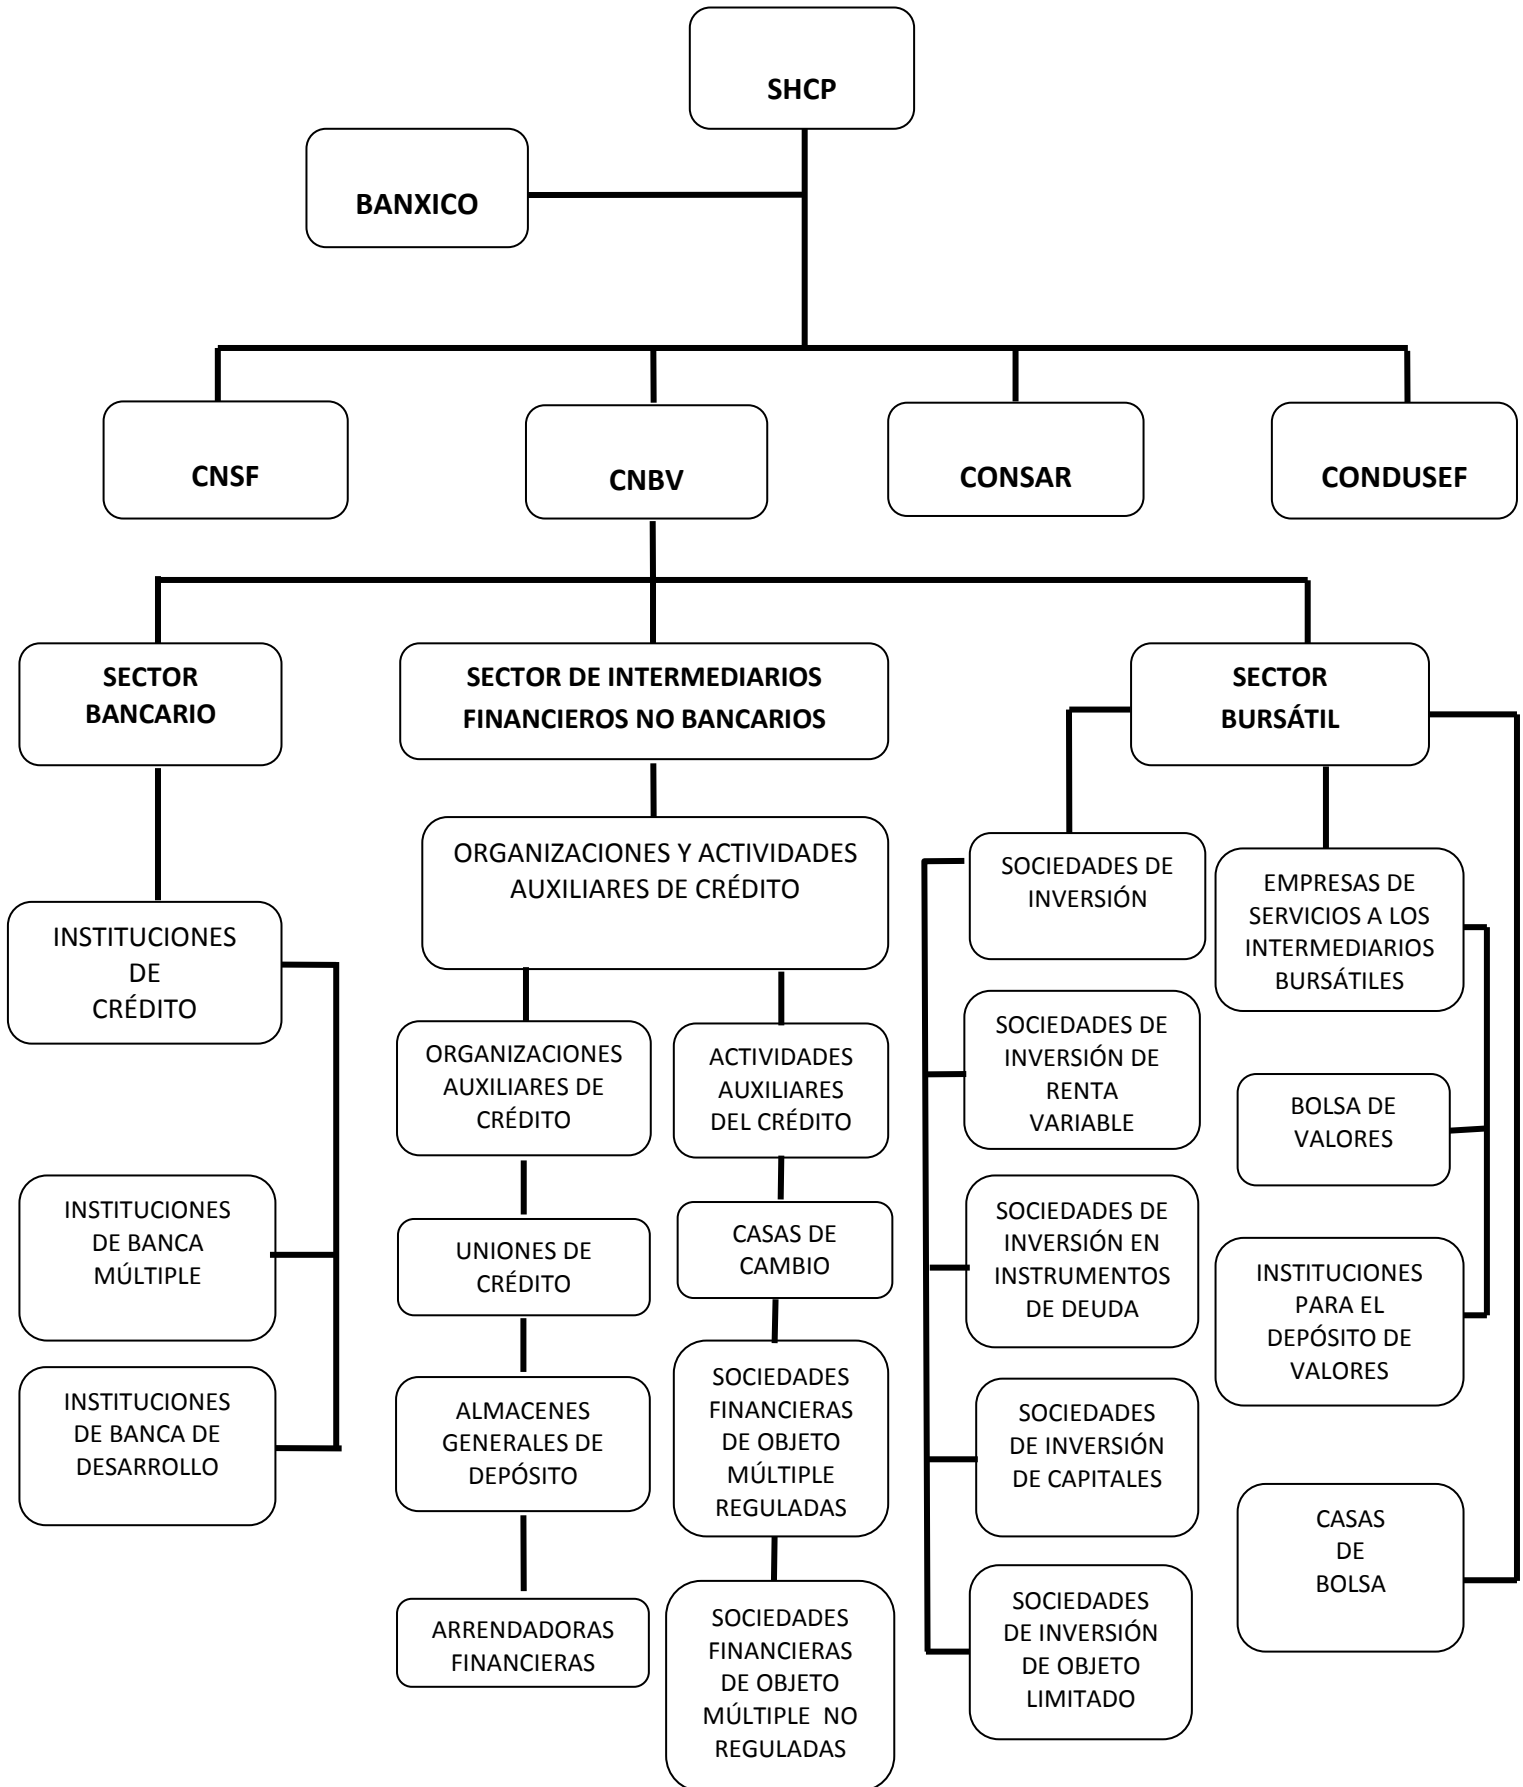 SHCP
BANXICO
CNSF
CNBV
CONSAR
CONDUSEF
SECTOR
BANCARIO
SECTOR DE INTERMEDIARIOS
FINANCIEROS NO BANCARIOS
SECTOR
BURSÁTIL
INSTITUCIONES
DE
CRÉDITO
INSTITUCIONES
DE BANCA
MÚLTIPLE
INSTITUCIONES
DE BANCA DE
DESARROLLO
ORGANIZACIONES Y ACTIVIDADES
AUXILIARES DE CRÉDITO
ORGANIZACIONES
AUXILIARES DE
CRÉDITO
UNIONES DE
CRÉDITO
ALMACENES
GENERALES DE
DEPÓSITO
ARRENDADORAS
FINANCIERAS
ACTIVIDADES
AUXILIARES
DEL CRÉDITO
CASAS DE
CAMBIO
SOCIEDADES
FINANCIERAS
DE OBJETO
MÚLTIPLE
REGULADAS
SOCIEDADES
FINANCIERAS
DE OBJETO
MÚLTIPLE NO
REGULADAS
SOCIEDADES DE
INVERSIÓN
SOCIEDADES DE
INVERSIÓN DE
RENTA
VARIABLE
SOCIEDADES DE
INVERSIÓN EN
INSTRUMENTOS
DE DEUDA
SOCIEDADES
DE INVERSIÓN
DE CAPITALES
SOCIEDADES
DE INVERSIÓN
DE OBJETO
LIMITADO
EMPRESAS DE
SERVICIOS A LOS
INTERMEDIARIOS
BURSÁTILES
BOLSA DE
VALORES
INSTITUCIONES
PARA EL
DEPÓSITO DE
VALORES
CASAS
DE
BOLSA